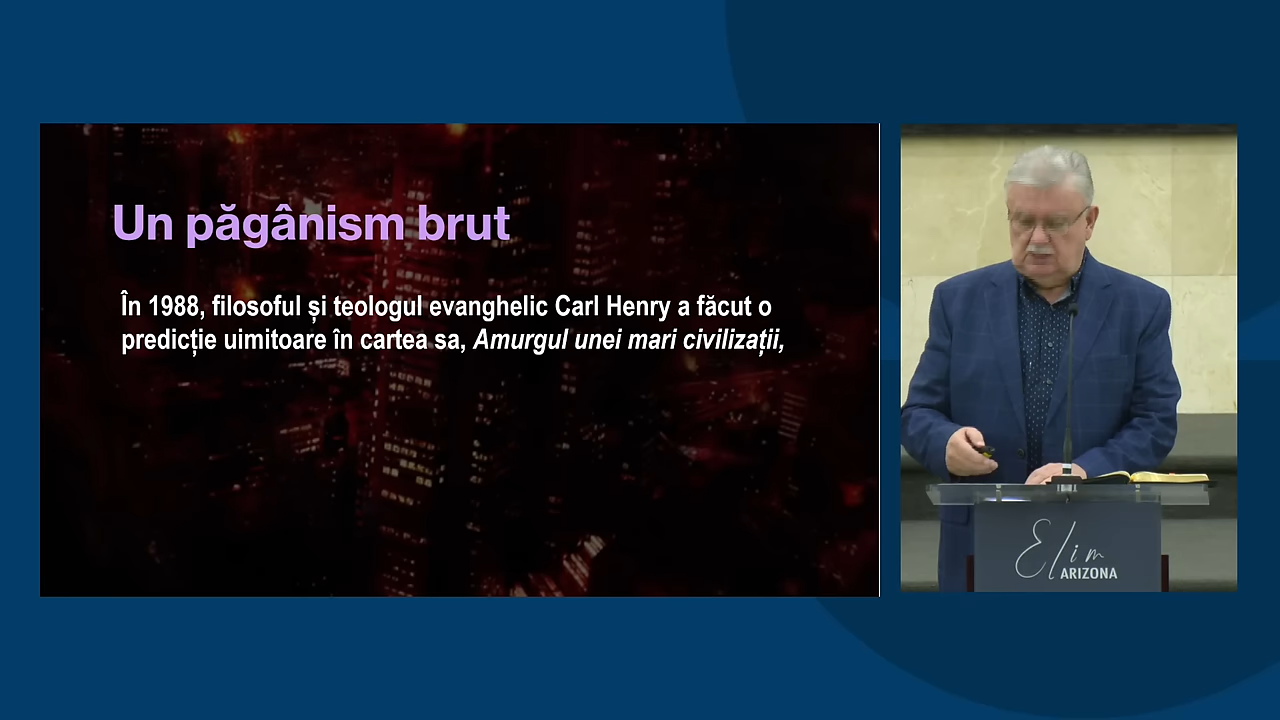 Un păgânism brut
În 1988, filosoful și teologul evanghelic Carl Henry a făcut o
predicție uimitoare în cartea sa, Amurgul unei mari civilizații,
Elim
ARIZONA